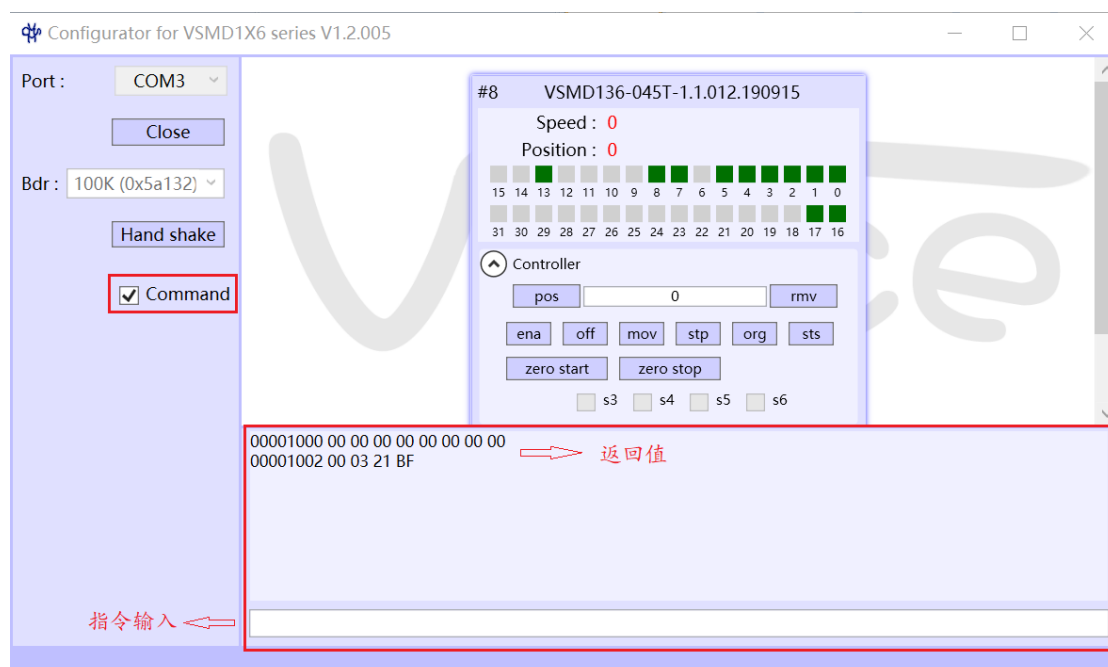 Configurator for VSMD1X6 series V1.2.005
Port : COM3
Close
Bdr : 100K (0x5a132)
Hand shake
Command
#8 VSMD136-045T-1.1.012.190915
Speed : 0
Position : 0
15 14 13 12 11 10 9 8 7 6 5 4 3 2 1 0
31 30 29 28 27 26 25 24 23 22 21 20 19 18 17 16
Controller
pos 0 rmv
ena off mov stp org sts
zero start zero stop
s3 s4 s5 s6
00001000 00 00 00 00 00 00 00 00
00001002 00 03 21 BF
返回值
指令输入